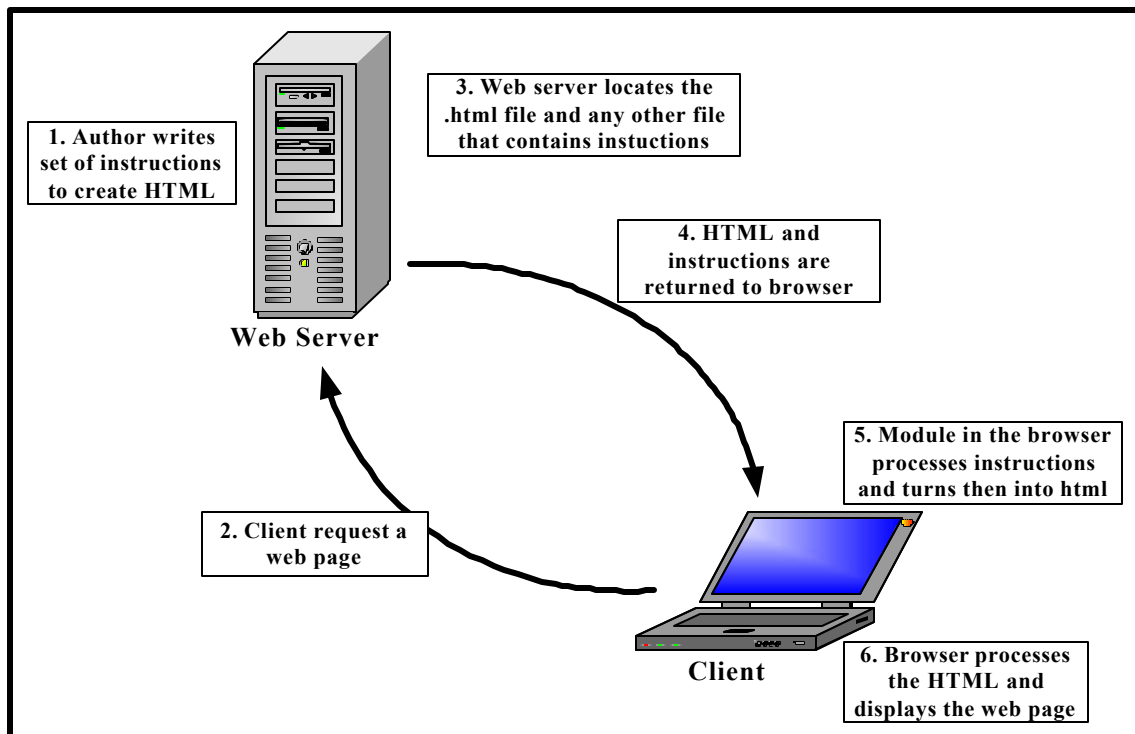 1. Author writes
set of instructions
to create HTML
3. Web server locates the
.html file and any other file
that contains instuctions
4. HTML and
instructions are
returned to browser
Web Server
2. Client request a
web page
5. Module in the browser
processes instructions
and turns then into html
Client
6. Browser processes
the HTML and
displays the web page